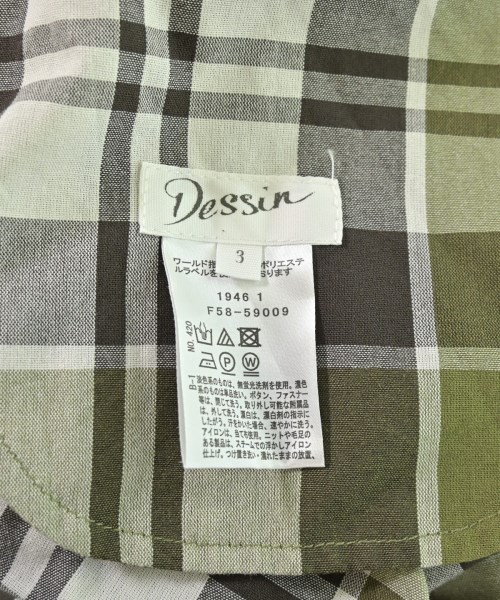 Dessin
3
ワールド指 ポリエステ
ルラベルを おります
1946 1
F58-59009
NO. 420
8-1
淡色系のものは、無蛍光洗剤を使用。濃色
系のものは単品洗い。ボタン、ファスナー
等は、閉じて洗う。取り外し可能な附属品
は、外して洗う。漂白は、漂白剤の指示に
したがう。汗をかいた場合、速やかに洗う。
アイロンは、当て布使用。ニットや毛足の
ある製品は、スチームでの浮かしアイロン
仕上げ。つけ置き洗い・濡れたままの放置、